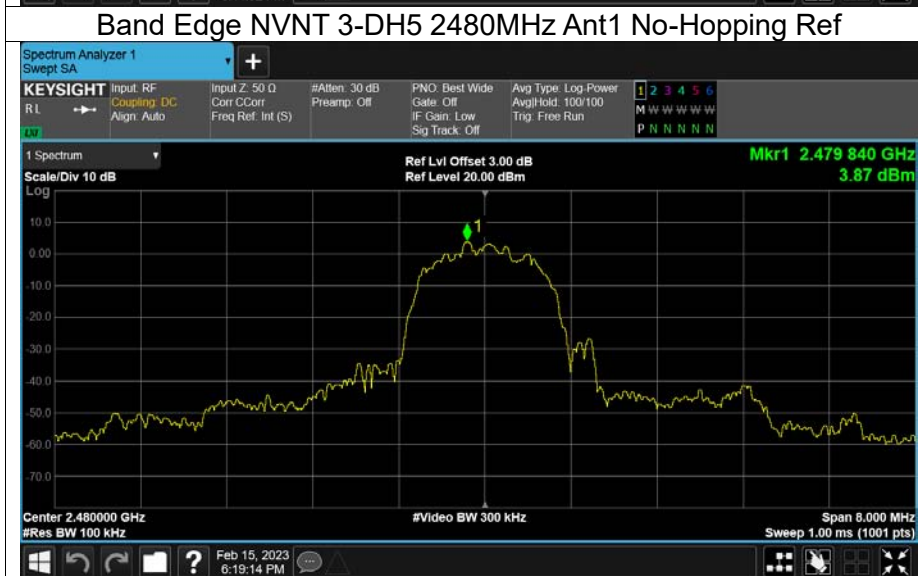 Band Edge NVNT 3-DH5 2480MHz Ant1 No-Hopping Ref
Spectrum Analyzer 1
Swept SA
+
KEYSIGHT Input: RF Input Z: 50 Ω #Atten: 30 dB PNO: Best Wide Avg Type: Log-Power 1 2 3 4 5 6
R L Coupling: DC Corr CCorr Preamp: Off Gate: Off Avg|Hold: 100/100 M W W W W W
Align: Auto Freq Ref: Int (S) IF Gain: Low Trig: Free Run
Sig Track: Off P N N N N N
LXI
1 Spectrum Ref Lvl Offset 3.00 dB Mkr1 2.479 840 GHz
Scale/Div 10 dB Ref Level 20.00 dBm 3.87 dBm
Log
10.0
1
0.00
-10.0
-20.0
-30.0
-40.0
-50.0
-60.0
-70.0
Center 2.480000 GHz #Video BW 300 kHz Span 8.000 MHz
#Res BW 100 kHz Sweep 1.00 ms (1001 pts)
? Feb 15, 2023
6:19:14 PM